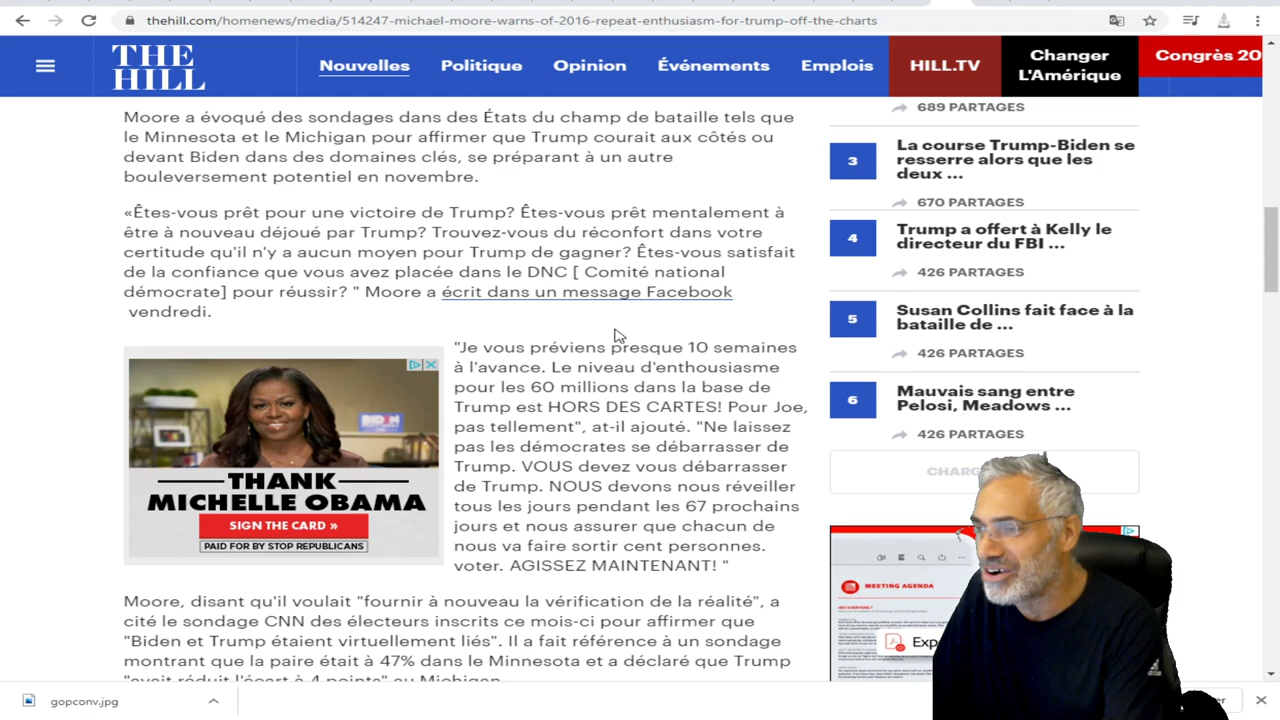 thehill.com/homenews/media/514247-michael-moore-warns-of-2016-repeat-enthusiasm-for-trump-off-the-charts
THE
HILL
Nouvelles
Politique
Opinion
Événements
Emplois
HILL.TV
Changer
L'Amérique
Congrès 20
Moore a évoqué des sondages dans des États du champ de bataille tels que
le Minnesota et le Michigan pour affirmer que Trump courait aux côtés ou
devant Biden dans des domaines clés, se préparant à un autre
bouleversement potentiel en novembre.
«Êtes-vous prêt pour une victoire de Trump? Êtes-vous prêt mentalement à
être à nouveau déjoué par Trump? Trouvez-vous du réconfort dans votre
certitude qu'il n'y a aucun moyen pour Trump de gagner? Êtes-vous satisfait
de la confiance que vous avez placée dans le DNC [ Comité national
démocrate] pour réussir? " Moore a écrit dans un message Facebook
vendredi.
"Je vous préviens presque 10 semaines
à l'avance. Le niveau d'enthousiasme
pour les 60 millions dans la base de
Trump est HORS DES CARTES! Pour Joe,
pas tellement", at-il ajouté. "Ne laissez
pas les démocrates se débarrasser de
Trump. VOUS devez vous débarrasser
de Trump. NOUS devons nous réveiller
tous les jours pendant les 67 prochains
jours et nous assurer que chacun de
nous va faire sortir cent personnes.
voter. AGISSEZ MAINTENANT! "
BIDEN
THANK
MICHELLE OBAMA
SIGN THE CARD »
PAID FOR BY STOP REPUBLICANS
Moore, disant qu'il voulait "fournir à nouveau la vérification de la réalité", a
cité le sondage CNN des électeurs inscrits ce mois-ci pour affirmer que
"Biden et Trump étaient virtuellement liés". Il a fait référence à un sondage
montrant que la paire était à 47% dans le Minnesota et a déclaré que Trump
"avait réduit l'écart à 4 points" au Michigan.
689 PARTAGES
3
La course Trump-Biden se
resserre alors que les
deux ...
670 PARTAGES
4
Trump a offert à Kelly le
directeur du FBI ...
426 PARTAGES
5
Susan Collins fait face à la
bataille de ...
426 PARTAGES
6
Mauvais sang entre
Pelosi, Meadows ...
426 PARTAGES
MEETING AGENDA
gopconv.jpg